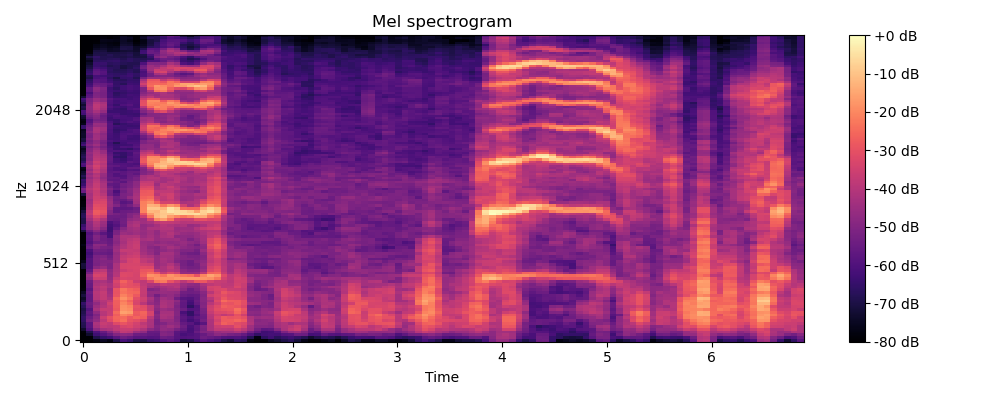 Mel spectrogram
Hz
2048
1024
512
0
0 1 2 3 4 5 6
Time
+0 dB
-10 dB
-20 dB
-30 dB
-40 dB
-50 dB
-60 dB
-70 dB
-80 dB